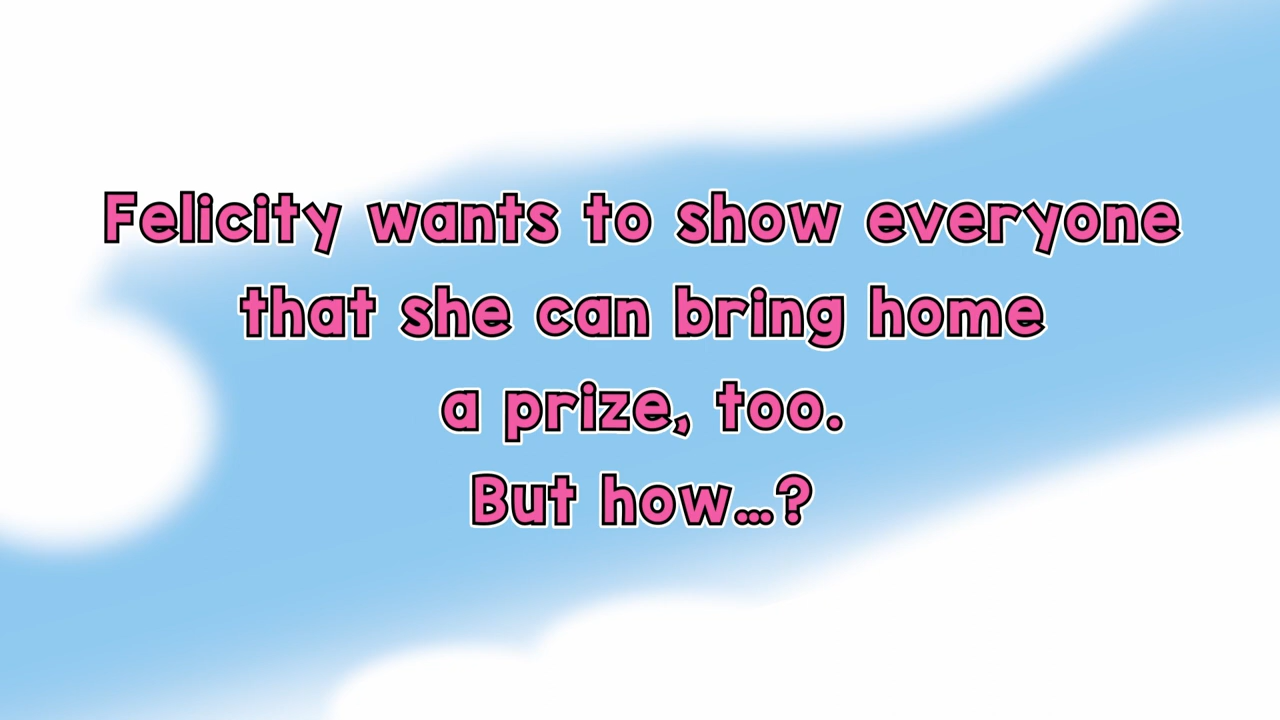 Felicity wants to show everyone
that she can bring home
a prize, too.
But how...?